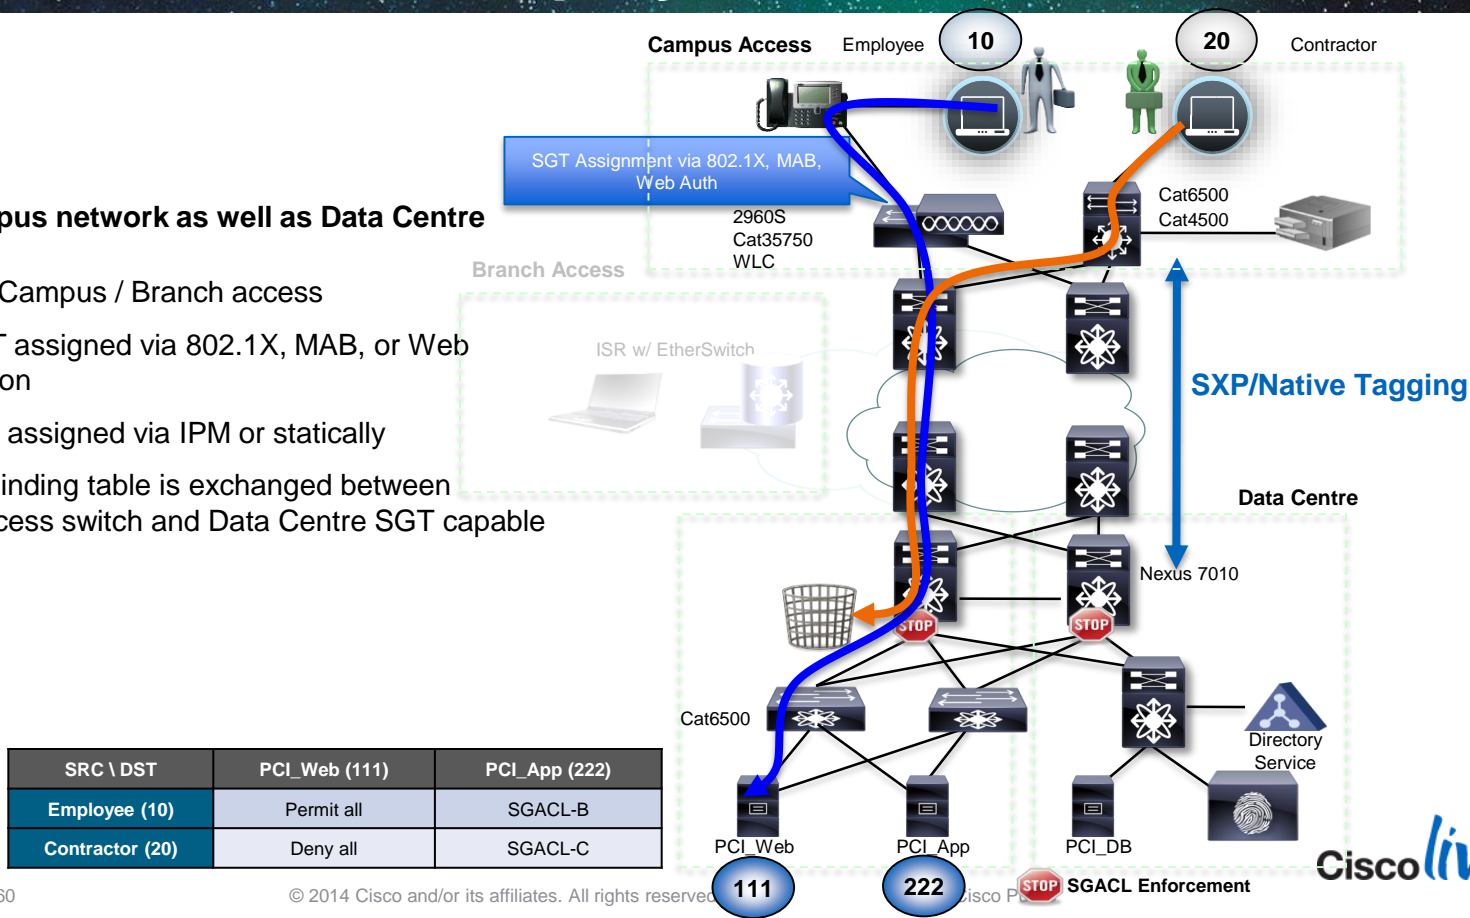 Campus Access
Employee
10
20
Contractor
SGT Assignment via 802.1X, MAB,
Web Auth
pus network as well as Data Centre
2960S
Cat35750
WLC
Cat6500
Cat4500
Branch Access
Campus / Branch access
T assigned via 802.1X, MAB, or Web
on
ISR w/ EtherSwitch
SXP/Native Tagging
assigned via IPM or statically
inding table is exchanged between
cess switch and Data Centre SGT capable
Data Centre
Nexus 7010
STOP
STOP
Cat6500
Directory
Service
SRC \ DST PCI_Web (111) PCI_App (222)
Employee (10) Permit all SGACL-B
Contractor (20) Deny all SGACL-C
PCI_Web
PCI_App
PCI_DB
111
222
STOP SGACL Enforcement
60
© 2014 Cisco and/or its affiliates. All rights reserved
Cisco P
Cisco